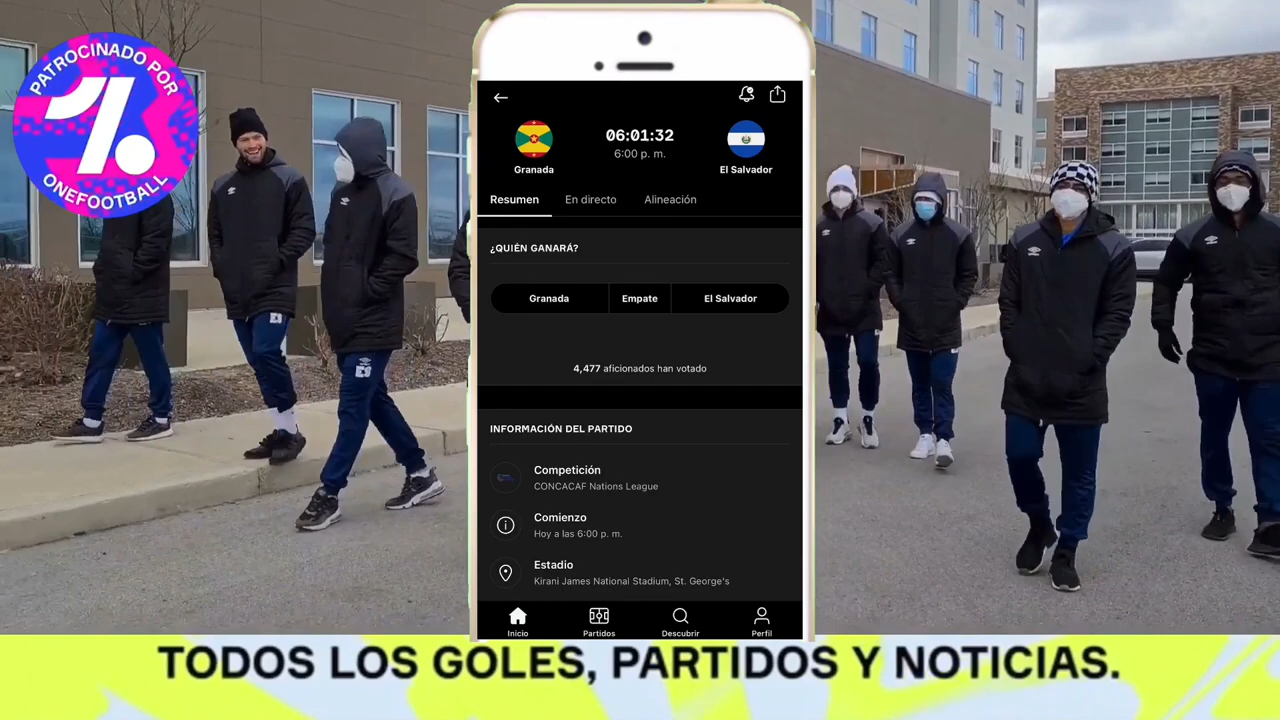 PATROCINADO POR
ONEFOOTBALL
06:01:32
6:00 p. m.
Granada
El Salvador
Resumen
En directo
Alineación
¿QUIÉN GANARÁ?
Granada
Empate
El Salvador
4,477 aficionados han votado
INFORMACIÓN DEL PARTIDO
Competición
CONCACAF Nations League
Comienzo
Hoy a las 6:00 p. m.
Estadio
Kirani James National Stadium, St. George's
Inicio
Partidos
Descubrir
Perfil
TODOS LOS GOLES, PARTIDOS Y NOTICIAS.